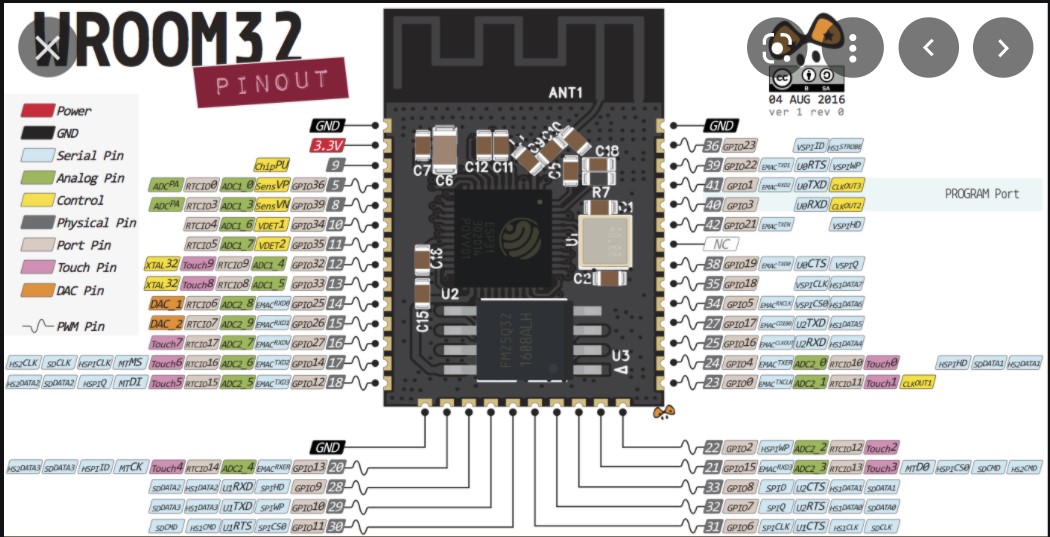 WROOM32
PINOUT
04 AUG 2016
ver 1 rev 0
CC
B SA
Power
GND
Serial Pin
Analog Pin
Control
Physical Pin
Port Pin
Touch Pin
DAC Pin
PWM Pin
GND
3.3V
ChipPU 9
ADCPA RTCIO0 ADC1_0 SensVP GPIO36 5
ADCPA RTCIO3 ADC1_3 SensVN GPIO39 8
RTCIO4 ADC1_6 VDET1 GPIO34 10
RTCIO5 ADC1_7 VDET2 GPIO35 11
XTAL32 Touch9 RTCIO9 ADC1_4 GPIO32 12
XTAL32 Touch8 RTCIO8 ADC1_5 GPIO33 13
DAC_1 RTCIO6 ADC2_8 EMACRXD0 GPIO25 14
DAC_2 RTCIO7 ADC2_9 EMACRXD1 GPIO26 15
Touch7 RTCIO17 ADC2_7 EMACRXDV GPIO27 16
HS2CLK SDCLK HSPICLK MTMS Touch6 RTCIO16 ADC2_6 EMACTXD2 GPIO14 17
HS2DATA2 SDDATA2 HSPIQ MTDI Touch5 RTCIO15 ADC2_5 EMACTXD3 GPIO12 18
GND
HS2DATA3 SDDATA3 HSPIID MTCK Touch4 RTCIO14 ADC2_4 EMACRXER GPIO13 20
SDDATA2 HS1DATA2 U1RXD SPIHD GPIO9 28
SDDATA3 HS1DATA3 U1TXD SPIWP GPIO10 29
SDCMD HS1CMD U1RTS SPICS0 GPIO11 30
ANT1
C7
C6
C12
C11
C18
R7
U1
C2
C15
U2
U3
FM25Q32
1608ALH
GND
36 GPIO23 VSPIID HS1STROBE
39 GPIO22 EMACTXD1 U0RTS VSPIWP
41 GPIO1 EMACRXD2 U0TXD CLKOUT3
40 GPIO3 U0RXD CLKOUT2
PROGRAM Port
42 GPIO21 EMACTXEN VSPIHD
NC
38 GPIO19 EMACTXD0 U0CTS VSPIQ
35 GPIO18 VSPICLK HS1DATA7
34 GPIO5 EMACRXCLK VSPICS0 HS1DATA6
27 GPIO17 U2TXD HS1DATA5
25 GPIO16 EMACCLKOUT U2RXD HS1DATA4
24 GPIO4 EMACTXER ADC2_0 RTCIO10 Touch0 HSPIHD SDDATA1 HS2DATA1
23 GPIO0 EMACTXCLK ADC2_1 RTCIO11 Touch1 CLKOUT1
22 GPIO2 HSPIWP ADC2_2 RTCIO12 Touch2
21 GPIO15 EMACRXD3 ADC2_3 RTCIO13 Touch3 MTDO HSPICS0 SDCMD HS2CMD
33 GPIO8 SPID U2CTS HS1DATA1 SDDATA1
32 GPIO7 SPIQ U2RTS HS1DATA0 SDDATA0
31 GPIO6 SPICLK U1CTS HS1CLK SDCLK